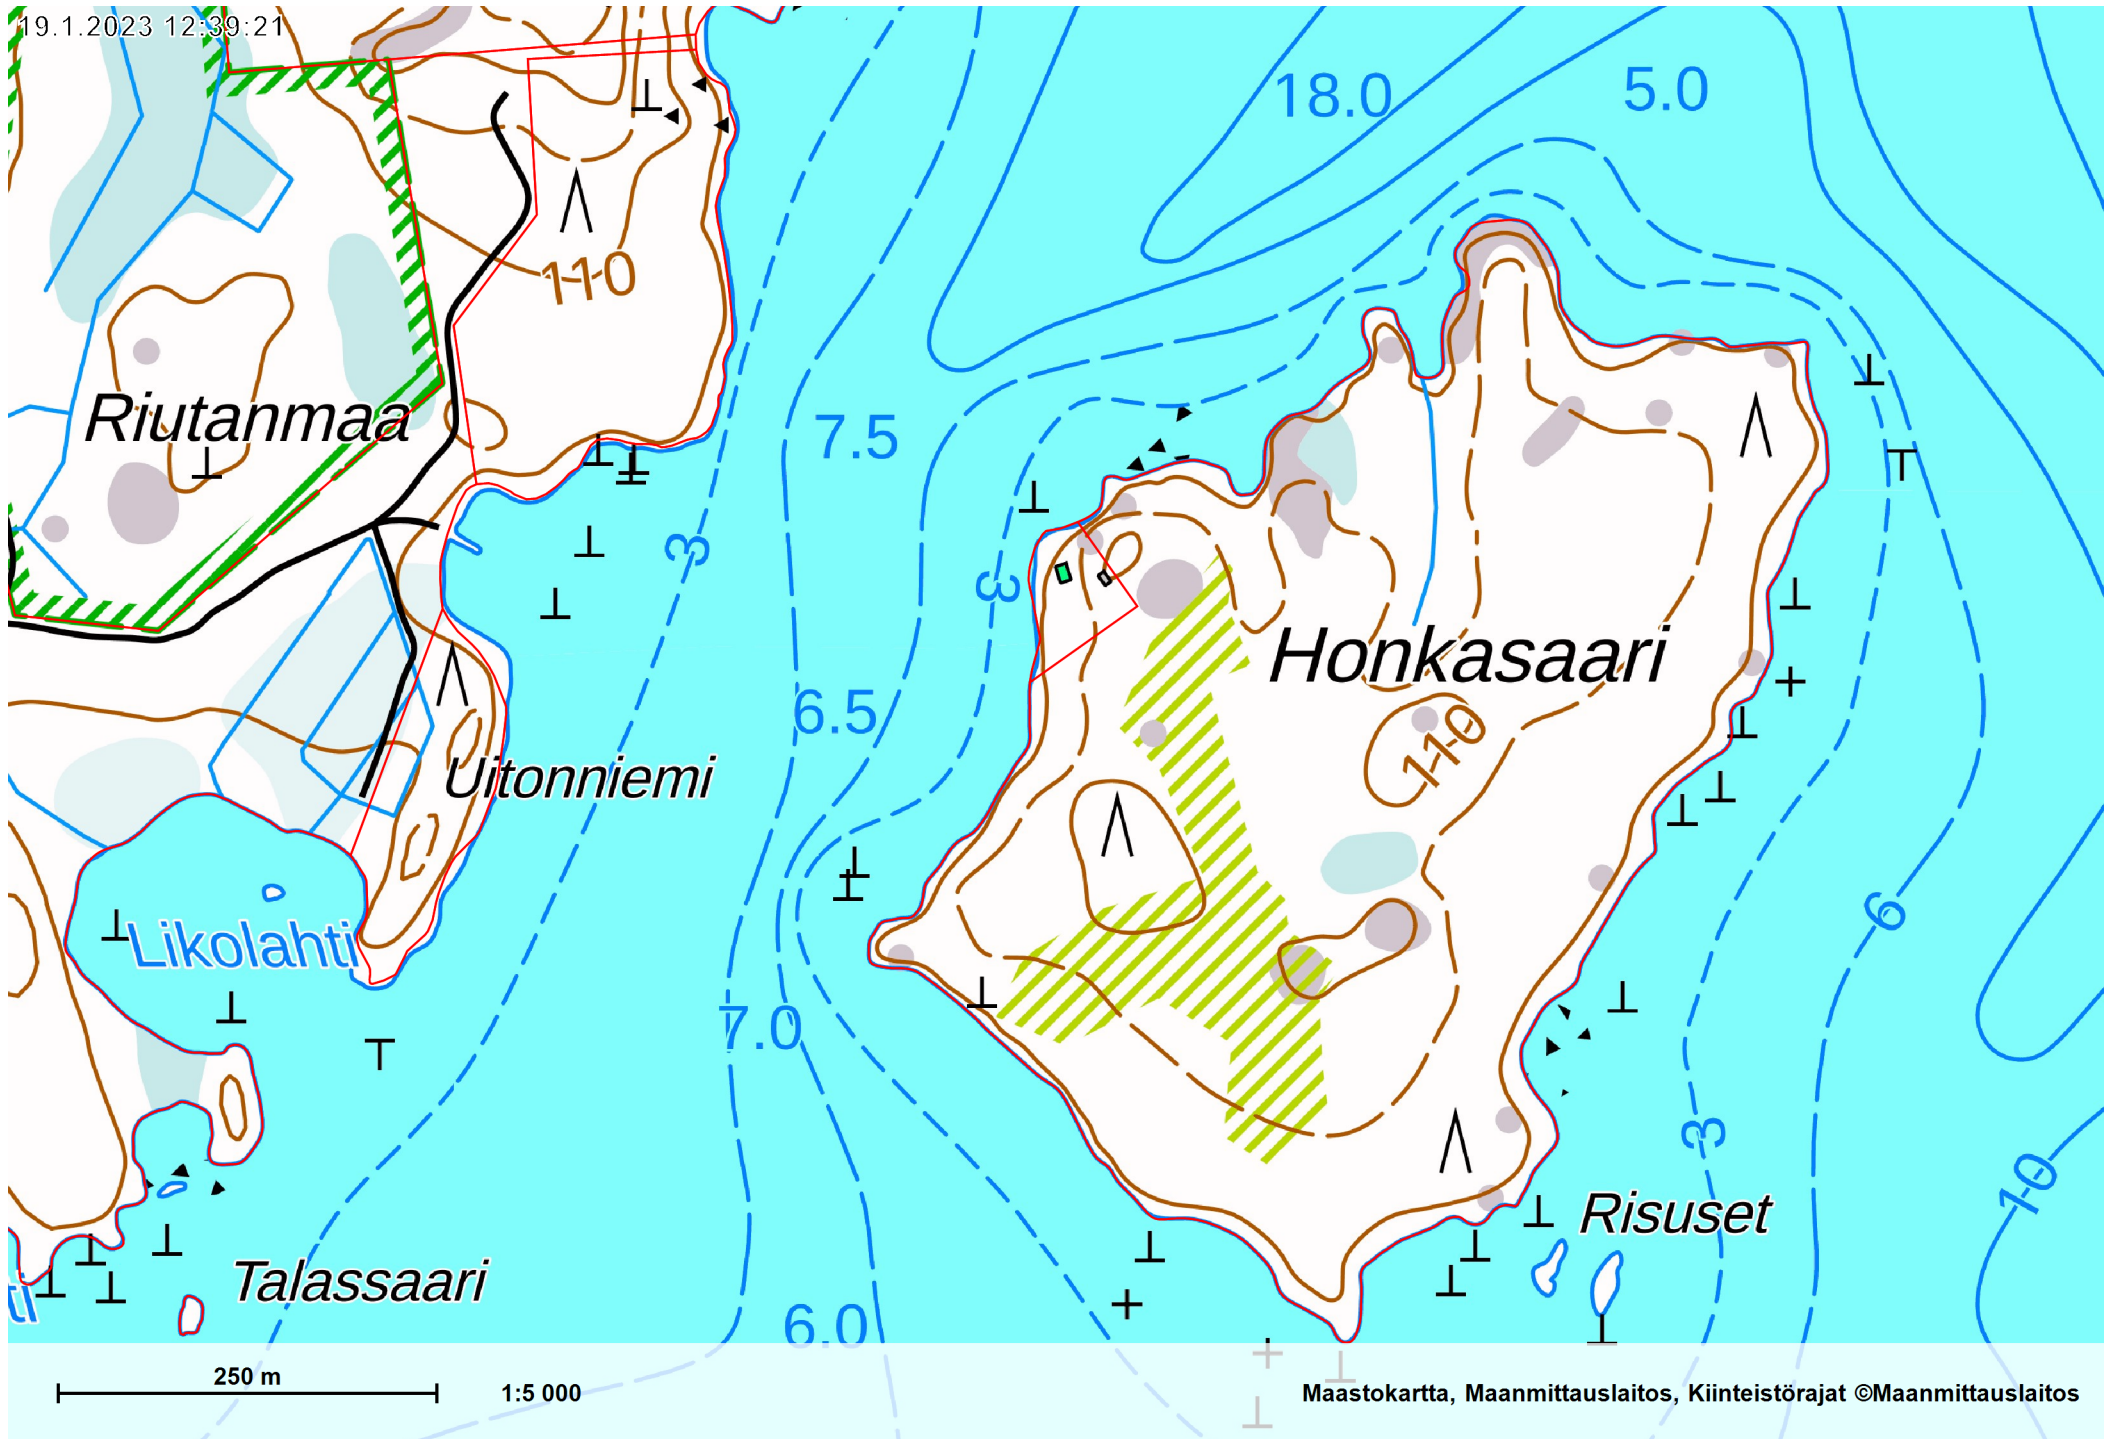 19.1.2023 12:39:21
18.0
5.0
110
Riutanmaa
7.5
3
3
Honkasaari
6.5
110
Uitonniemi
6
Likolahti
7.0
3
10
Risuset
Talassaari
ti
6.0
250 m
1:5 000
Maastokartta, Maanmittauslaitos, Kiinteistörajat ©Maanmittauslaitos